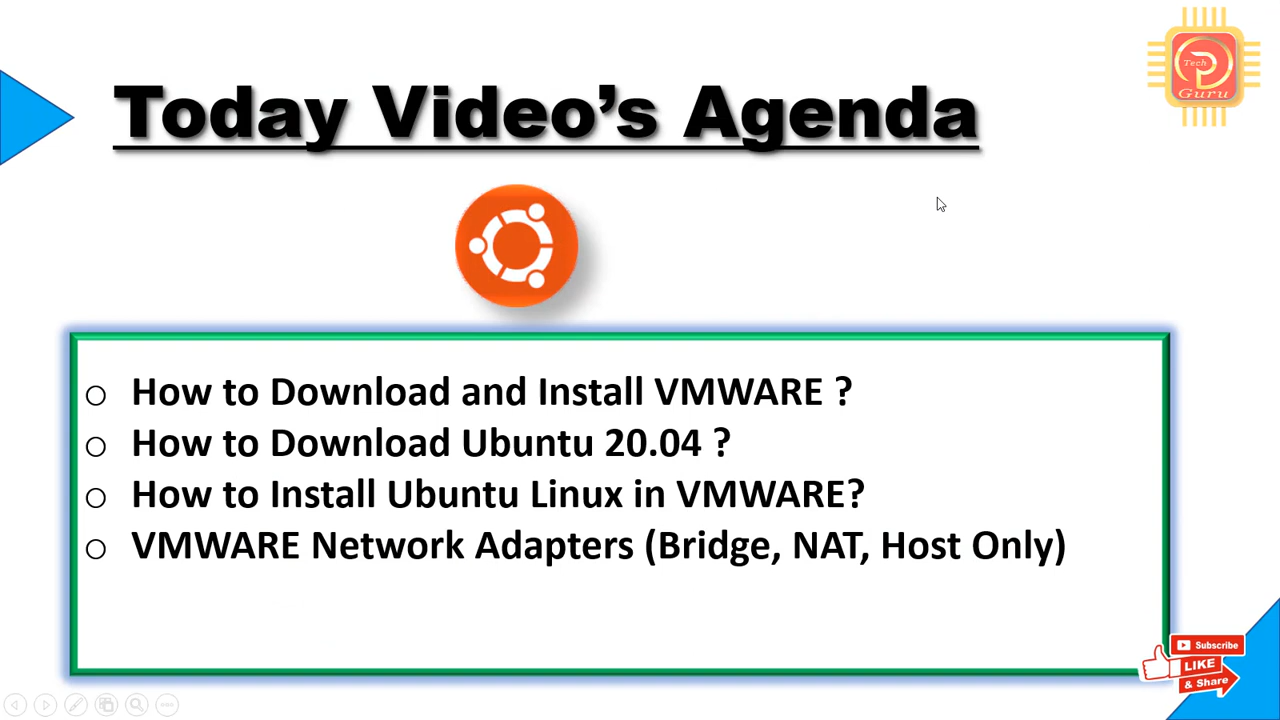 Tech
Guru
Today Video’s Agenda
o How to Download and Install VMWARE ?
o How to Download Ubuntu 20.04 ?
o How to Install Ubuntu Linux in VMWARE?
o VMWARE Network Adapters (Bridge, NAT, Host Only)
Subscribe
LIKE
& Share